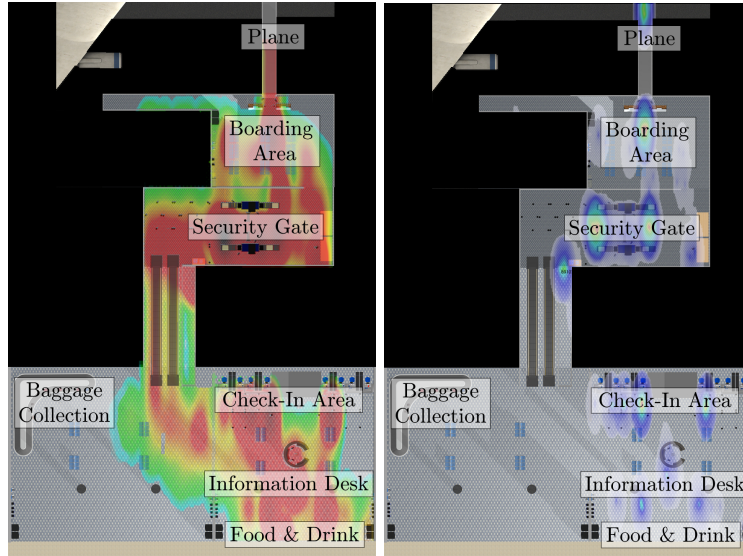 Plane
Boarding
Area
Security Gate
Baggage
Collection
Check-In Area
Information Desk
Food & Drink
Plane
Boarding
Area
Security Gate
Baggage
Collection
Check-In Area
Information Desk
Food & Drink